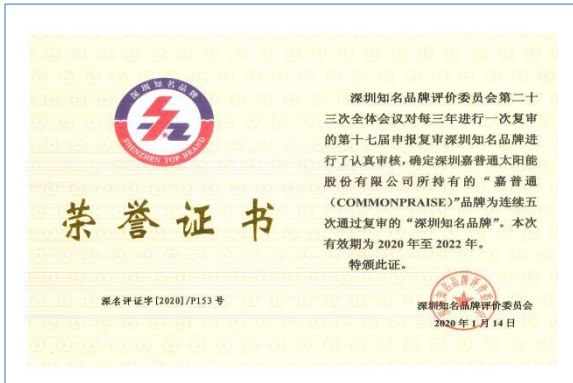 深圳知名品牌
SHENZHEN TOP BRAND
荣誉证书
深名评证字[2020]/P153号
深圳知名品牌评价委员会第二十
三次全体会议对每三年进行一次复审
的第十七届申报复审深圳知名品牌进
行了认真审核，确定深圳嘉普通太阳能
股份有限公司所持有的“嘉普通
（COMMONPRAISE）”品牌为连续五
次通过复审的“深圳知名品牌”。本次
有效期为2020年至2022年。
特颁此证。
深圳知名品牌评价委员会
2020年1月14日